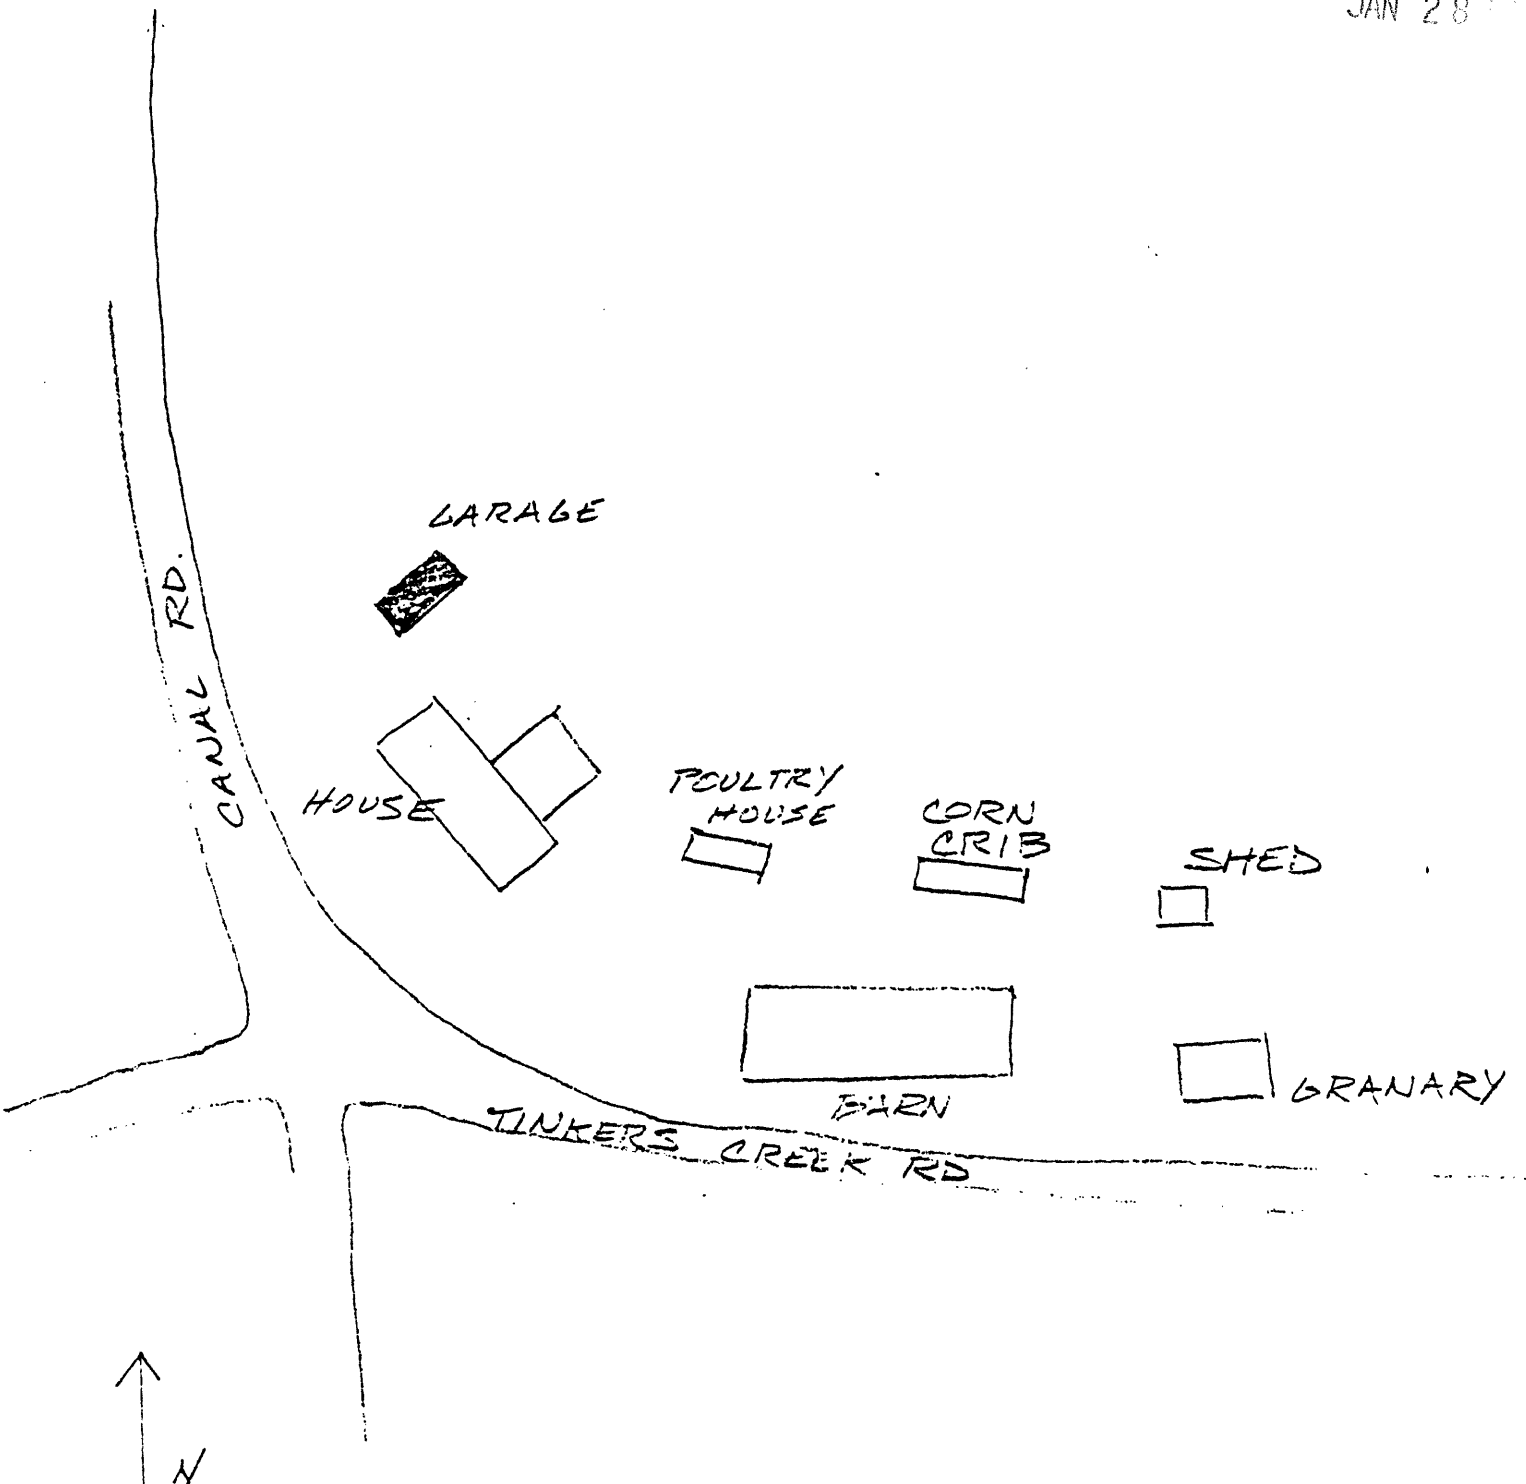 JAN 28
GARAGE
CANAL RD.
HOUSE
POULTRY
HOUSE
CORN
CRIB
SHED
BARN
GRANARY
TINKERS CREEK RD
N